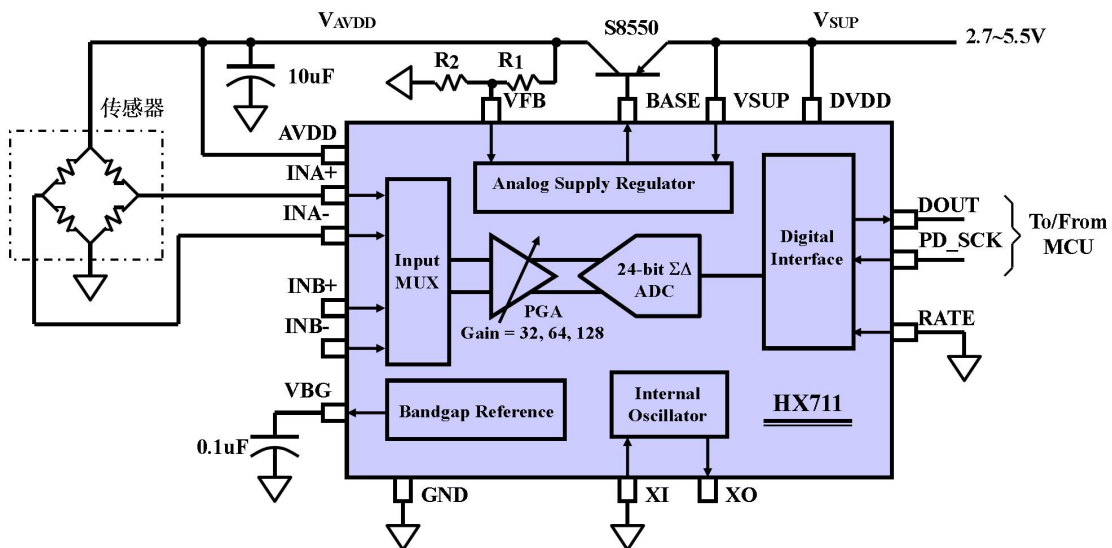 V_AVDD
S8550
V_SUP
2.7~5.5V
10uF
R2
R1
VFB
BASE
VSUP
DVDD
传感器
AVDD
INA+
INA-
INB+
INB-
VBG
0.1uF
Analog Supply Regulator
Input
MUX
PGA
Gain = 32, 64, 128
24-bit ΣΔ
ADC
Digital
Interface
DOUT
PD_SCK
To/From
MCU
RATE
Bandgap Reference
Internal
Oscillator
HX711
GND
XI
XO